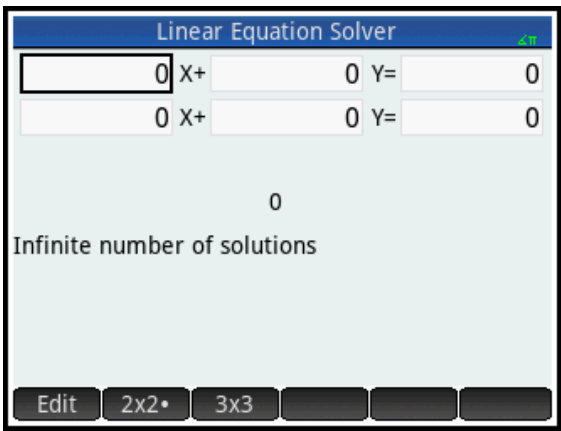 Linear Equation Solver
∡π
0 X+ 0 Y= 0
0 X+ 0 Y= 0
0
Infinite number of solutions
Edit 2x2• 3x3